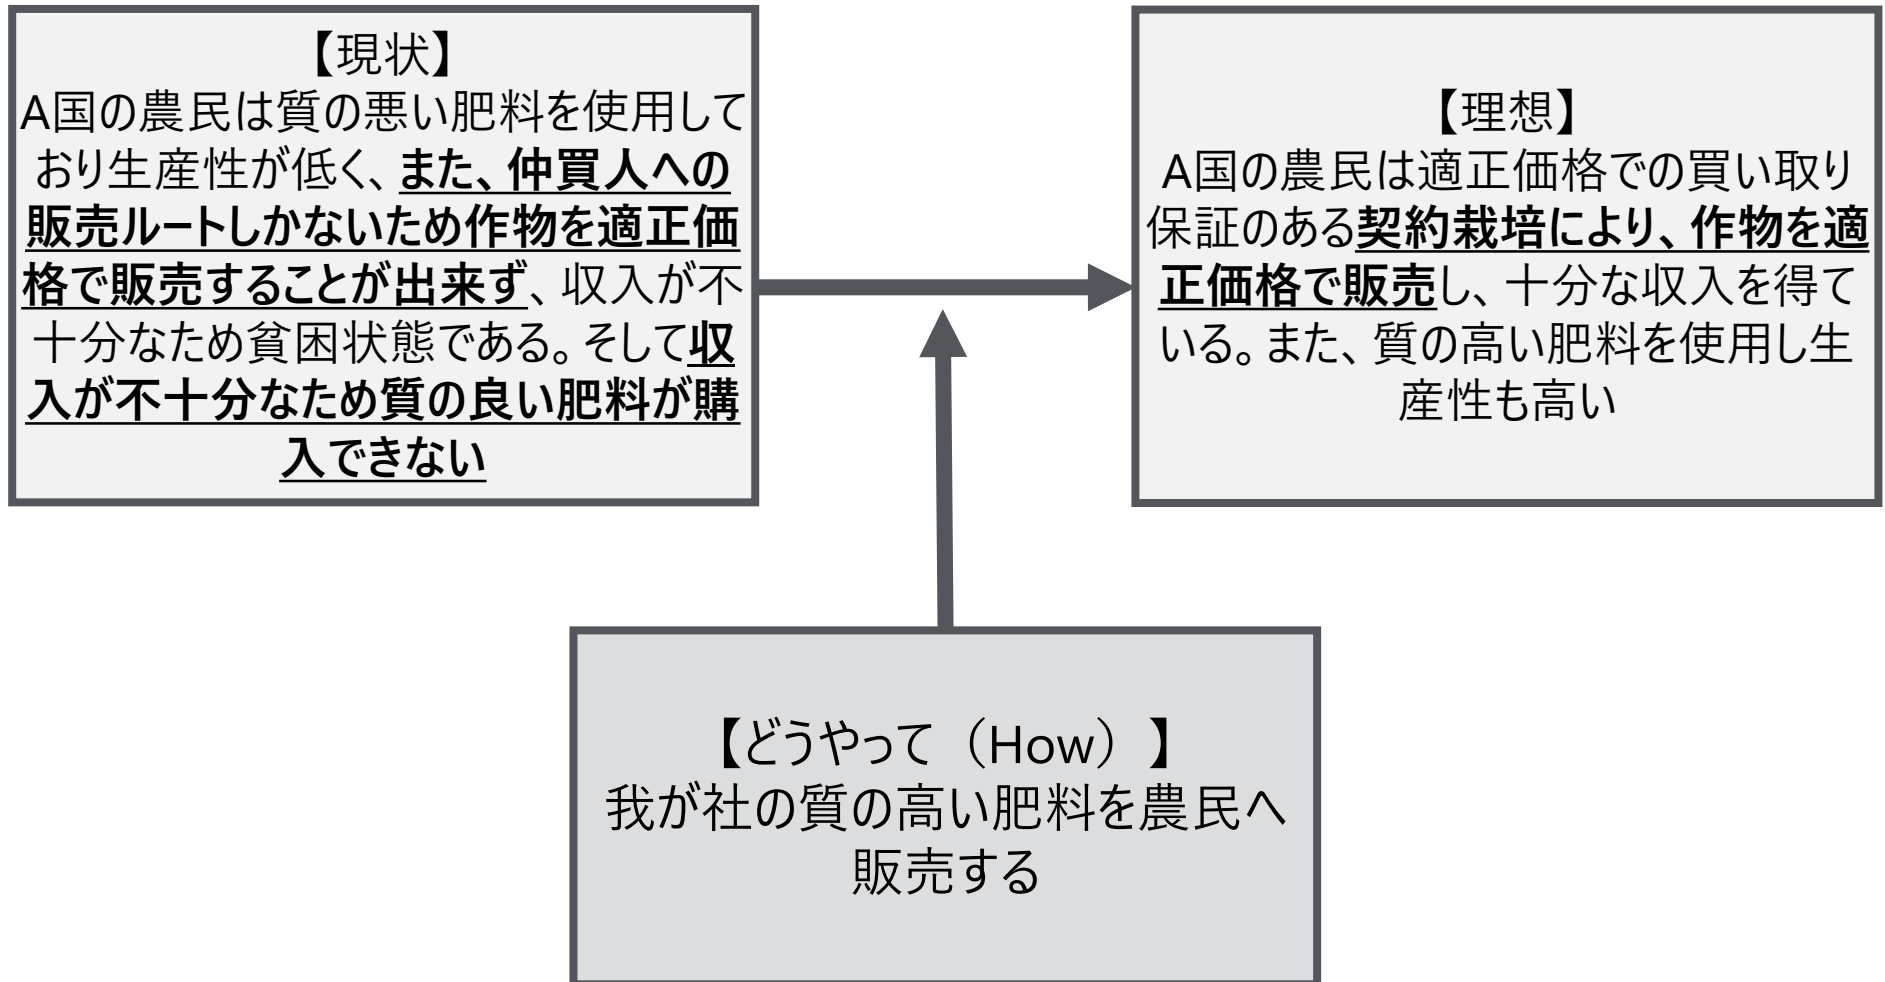 【現状】
A国の農民は質の悪い肥料を使用して
おり生産性が低く、また、仲買人への
販売ルートしかないため作物を適正価
格で販売することが出来ず、収入が不
十分なため貧困状態である。そして収
入が不十分なため質の良い肥料が購
入できない
【理想】
A国の農民は適正価格での買い取り
保証のある契約栽培により、作物を適
正価格で販売し、十分な収入を得て
いる。また、質の高い肥料を使用し生
産性も高い
【どうやって（How）】
我が社の質の高い肥料を農民へ
販売する